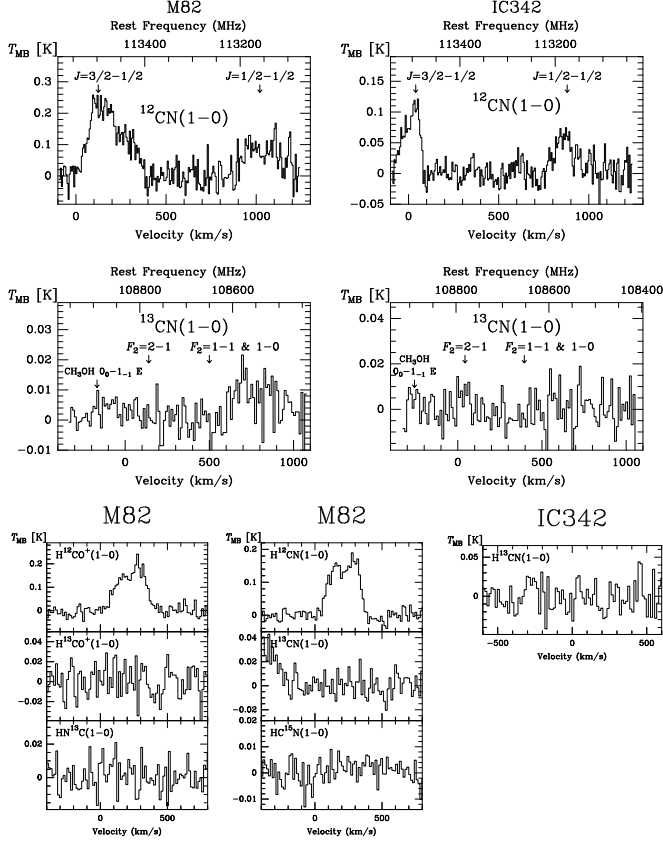 M82
Rest Frequency (MHz)
113400 113200
T_MB [K]
J=3/2−1/2 J=1/2−1/2
¹²CN(1−0)
0.3
0.2
0.1
0
0 500 1000
Velocity (km/s)
IC342
Rest Frequency (MHz)
113400 113200
T_MB [K]
J=3/2−1/2 J=1/2−1/2
¹²CN(1−0)
0.15
0.10
0.05
0
−0.05
0 500 1000
Velocity (km/s)
Rest Frequency (MHz)
108800 108600
T_MB [K]
¹³CN(1−0)
F₂=2−1 F₂=1−1 & 1−0
CH₃OH 0₀−1₋₁ E
0.03
0.02
0.01
0
−0.01
0 500 1000
Velocity (km/s)
Rest Frequency (MHz)
108800 108600 108400
T_MB [K]
¹³CN(1−0)
F₂=2−1 F₂=1−1 & 1−0
CH₃OH
0₀−1₋₁ E
0.04
0.02
0
0 500 1000
Velocity (km/s)
M82
T_MB [K]
H¹²CO⁺(1−0)
0.2
0.1
0
H¹³CO⁺(1−0)
0.04
0.02
0
−0.02
HN¹³C(1−0)
0.02
0
0 500
Velocity (km/s)
M82
T_MB [K]
H¹²CN(1−0)
0.2
0.1
0
H¹³CN(1−0)
0.04
0.02
0
−0.02
HC¹⁵N(1−0)
0.02
0.01
0
−0.01
0 500
Velocity (km/s)
IC342
T_MB [K]
H¹³CN(1−0)
0.05
0
−500 0 500
Velocity (km/s)